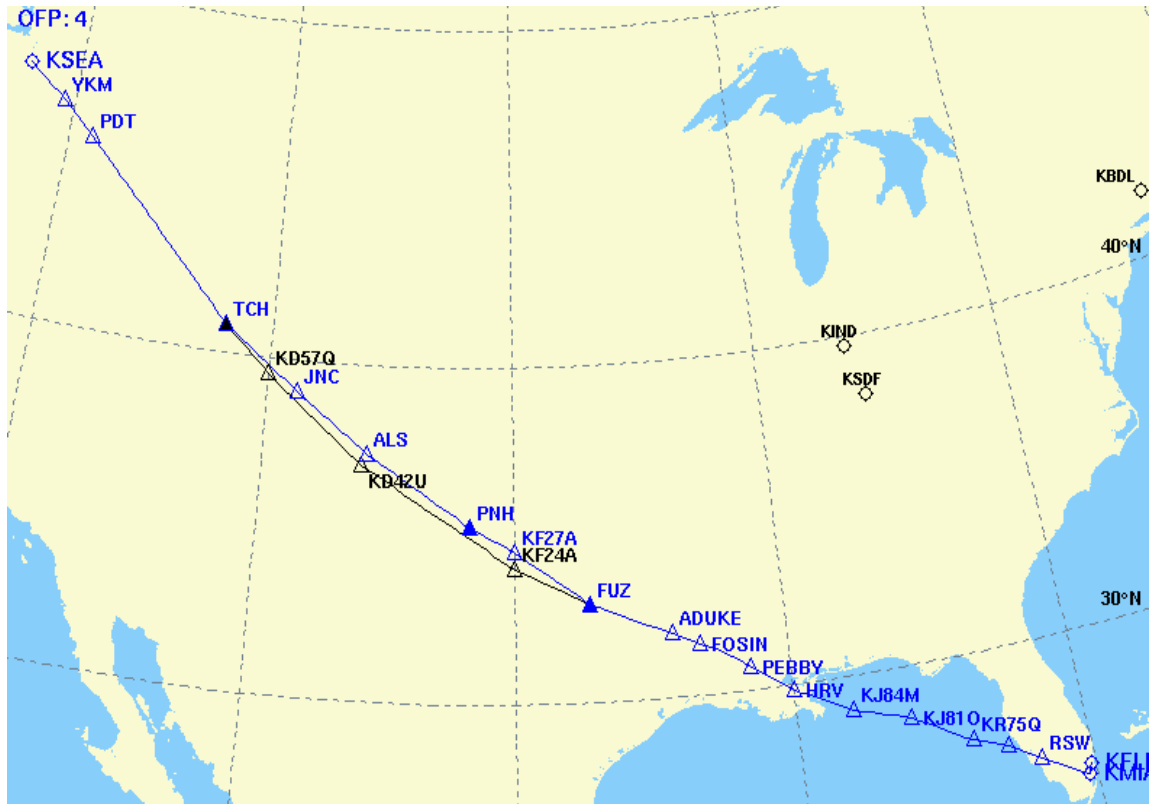 OFP: 4
KSEA
YKM
PDT
KBDL
40°N
TCH
KIND
KD57Q
JNC
KSDF
ALS
KD42U
PNH
KF27A
KF24A
FUZ
30°N
ADUKE
FOSIN
PEBBY
HRV
KJ84M
KJ81O
KR75Q
RSW
KMIA